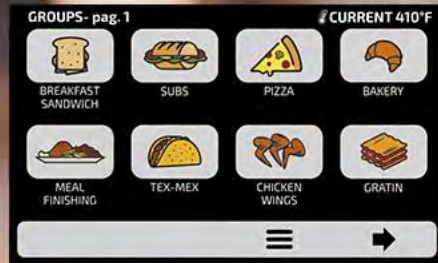 GROUPS- pag. 1
CURRENT 410°F
BREAKFAST
SANDWICH
SUBS
PIZZA
BAKERY
MEAL
FINISHING
TEX-MEX
CHICKEN
WINGS
GRATIN